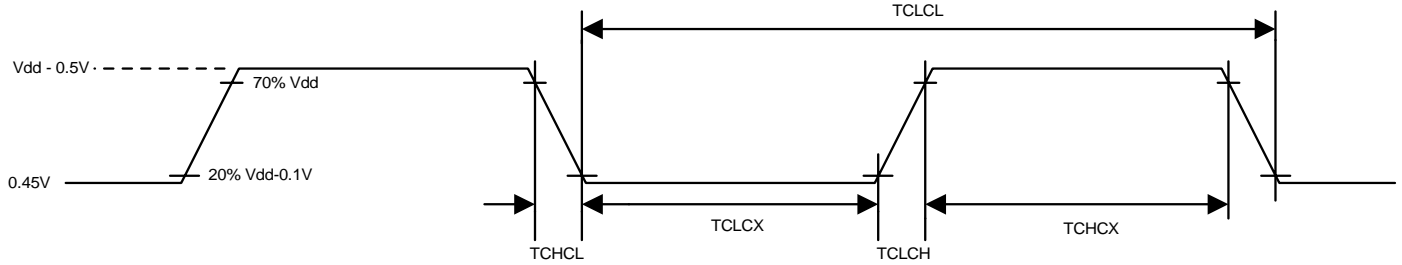 TCLCL
Vdd - 0.5V
70% Vdd
0.45V
20% Vdd-0.1V
TCLCX
TCHCX
TCHCL
TCLCH